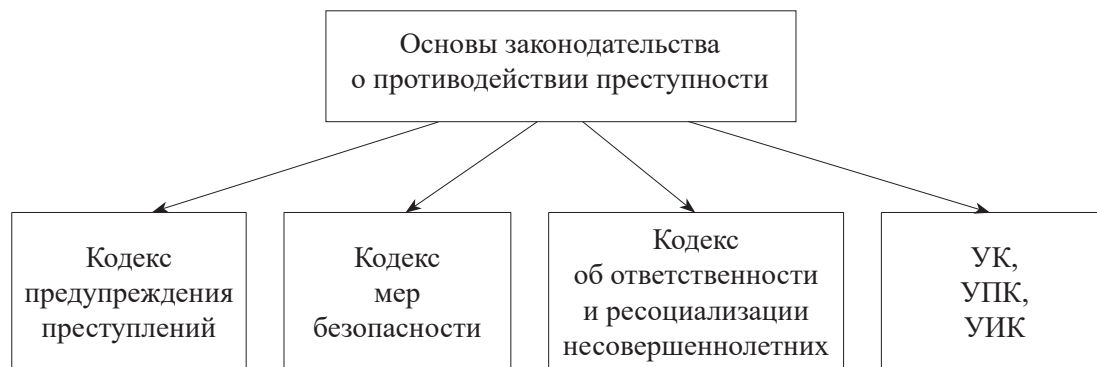 Основы законодательства
о противодействии преступности
Кодекс
предупреждения
преступлений
Кодекс
мер
безопасности
Кодекс
об ответственности
и ресоциализации
несовершеннолетних
УК,
УПК,
УИК